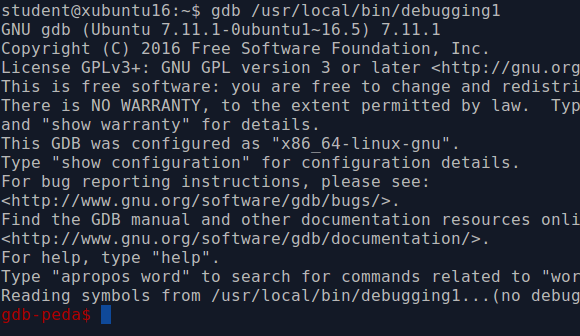 student@xubuntu16:~$ gdb /usr/local/bin/debugging1
GNU gdb (Ubuntu 7.11.1-0ubuntu1~16.5) 7.11.1
Copyright (C) 2016 Free Software Foundation, Inc.
License GPLv3+: GNU GPL version 3 or later <http://gnu.org
This is free software: you are free to change and redistri
There is NO WARRANTY, to the extent permitted by law.  Typ
and "show warranty" for details.
This GDB was configured as "x86_64-linux-gnu".
Type "show configuration" for configuration details.
For bug reporting instructions, please see:
<http://www.gnu.org/software/gdb/bugs/>.
Find the GDB manual and other documentation resources onli
<http://www.gnu.org/software/gdb/documentation/>.
For help, type "help".
Type "apropos word" to search for commands related to "wor
Reading symbols from /usr/local/bin/debugging1...(no debug
gdb-peda$